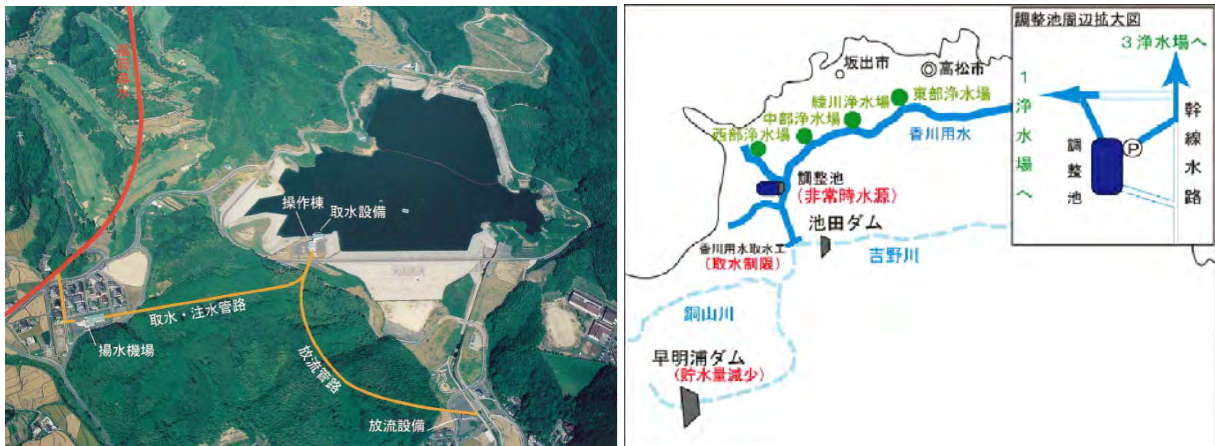 操作棟
取水設備
取水・注水管路
揚水機場
放流管路
放流設備
坂出市
高松市
綾川浄水場
東部浄水場
中部浄水場
西部浄水場
香川用水
調整池
(非常時水源)
池田ダム
香川用水取水工
(取水制限)
吉野川
銅山川
早明浦ダム
(貯水量減少)
調整池周辺拡大図
3浄水場へ
1浄水場へ
幹線水路
調整池
P